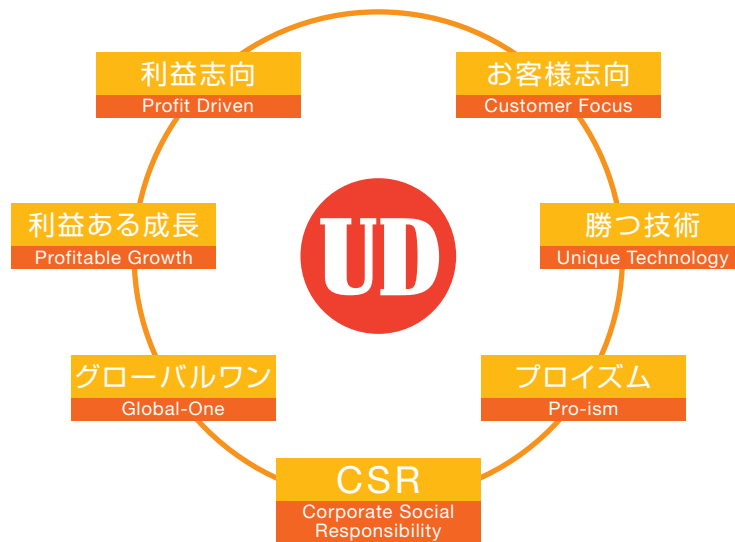 利益志向
Profit Driven
お客様志向
Customer Focus
利益ある成長
Profitable Growth
UD
勝つ技術
Unique Technology
グローバルワン
Global-One
プロイズム
Pro-ism
CSR
Corporate Social
Responsibility